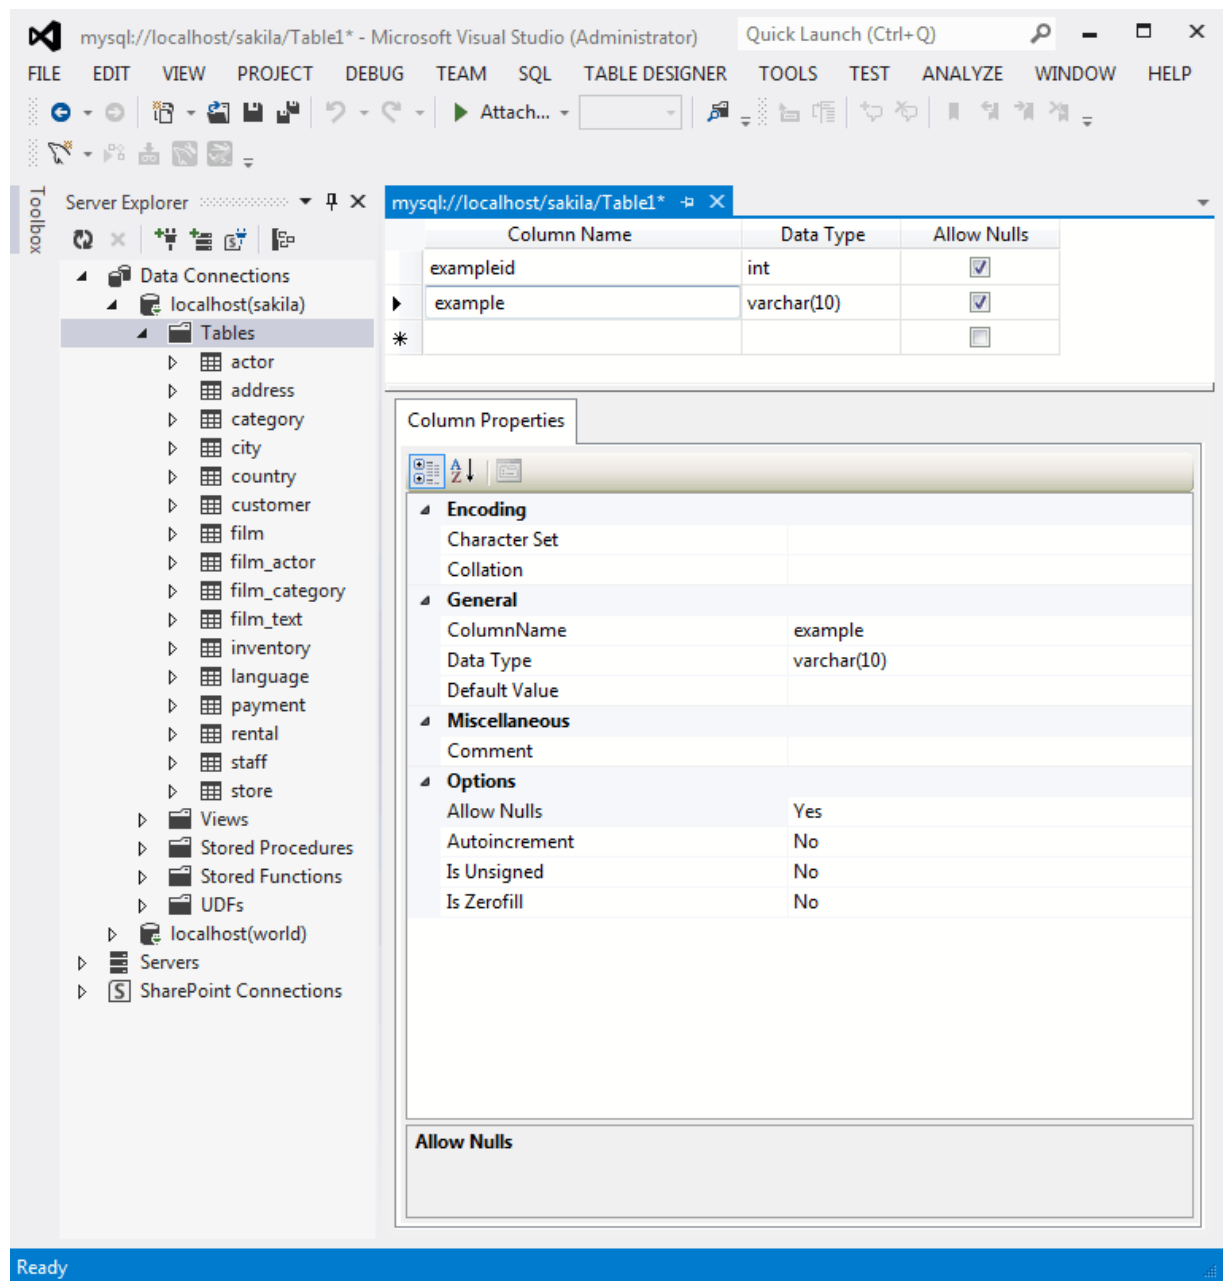 mysql://localhost/sakila/Table1* - Microsoft Visual Studio (Administrator) Quick Launch (Ctrl+Q)
FILE EDIT VIEW PROJECT DEBUG TEAM SQL TABLE DESIGNER TOOLS TEST ANALYZE WINDOW HELP
Attach...
Toolbox
Server Explorer
Data Connections
localhost(sakila)
Tables
actor
address
category
city
country
customer
film
film_actor
film_category
film_text
inventory
language
payment
rental
staff
store
Views
Stored Procedures
Stored Functions
UDFs
localhost(world)
Servers
SharePoint Connections
mysql://localhost/sakila/Table1*
Column Name Data Type Allow Nulls
exampleid int
example varchar(10)
Column Properties
Encoding
Character Set
Collation
General
ColumnName example
Data Type varchar(10)
Default Value
Miscellaneous
Comment
Options
Allow Nulls Yes
Autoincrement No
Is Unsigned No
Is Zerofill No
Allow Nulls
Ready